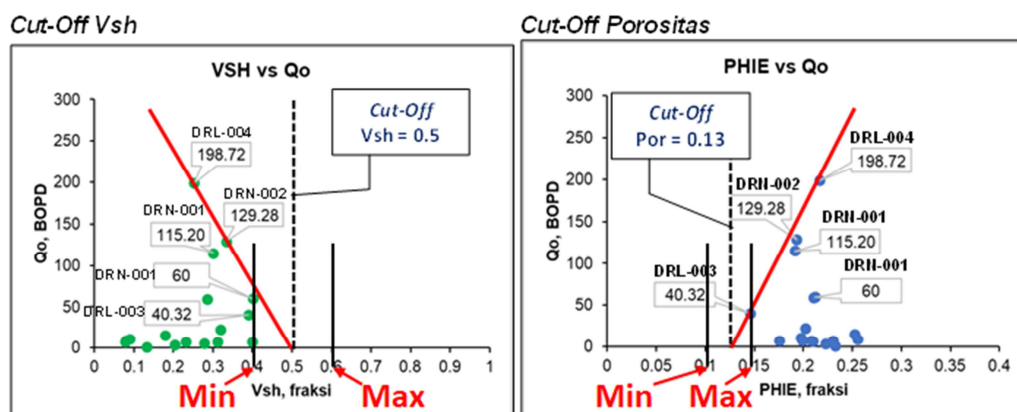 Cut-Off Vsh
VSH vs Qo
Qo, BOPD
300
250
200
150
100
50
0
DRL-004
198.72
DRN-002
129.28
DRN-001
115.20
DRN-001
60
DRL-003
40.32
Cut-Off
Vsh = 0.5
0
0.1
0.2
0.3
0.4
0.5
0.6
0.7
0.8
0.9
1
Vsh, fraksi
Min
Max
Cut-Off Porositas
PHIE vs Qo
Qo, BOPD
300
250
200
150
100
50
0
Cut-Off
Por = 0.13
DRL-004
198.72
DRN-002
129.28
DRN-001
115.20
DRN-001
60
DRL-003
40.32
0
0.05
0.1
0.15
0.2
0.25
0.3
0.35
0.4
PHIE, fraksi
Min
Max